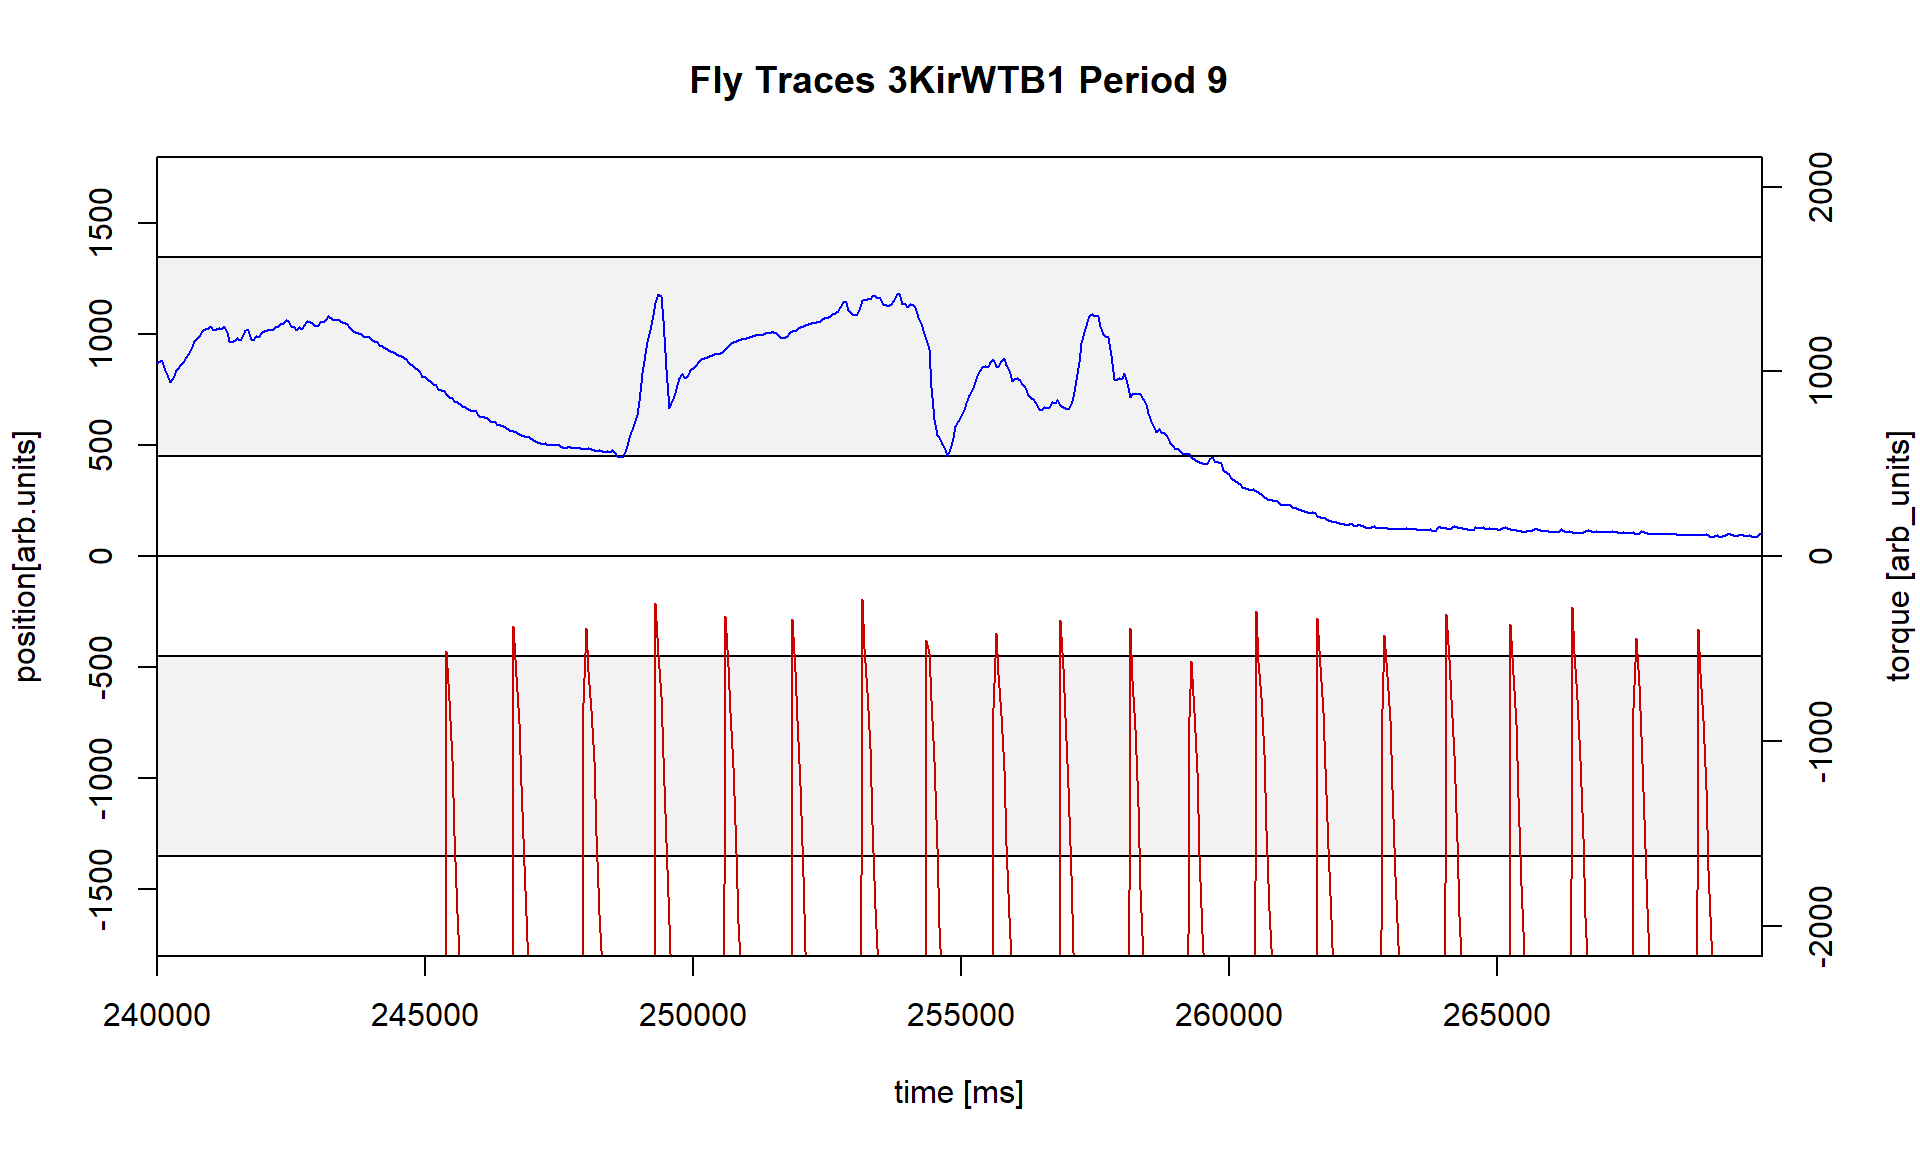 Fly Traces 3KirWTB1 Period 9
position[arb.units]
1500
1000
500
0
-500
-1000
-1500
2000
1000
0
-1000
-2000
torque [arb_units]
240000 245000 250000 255000 260000 265000
time [ms]